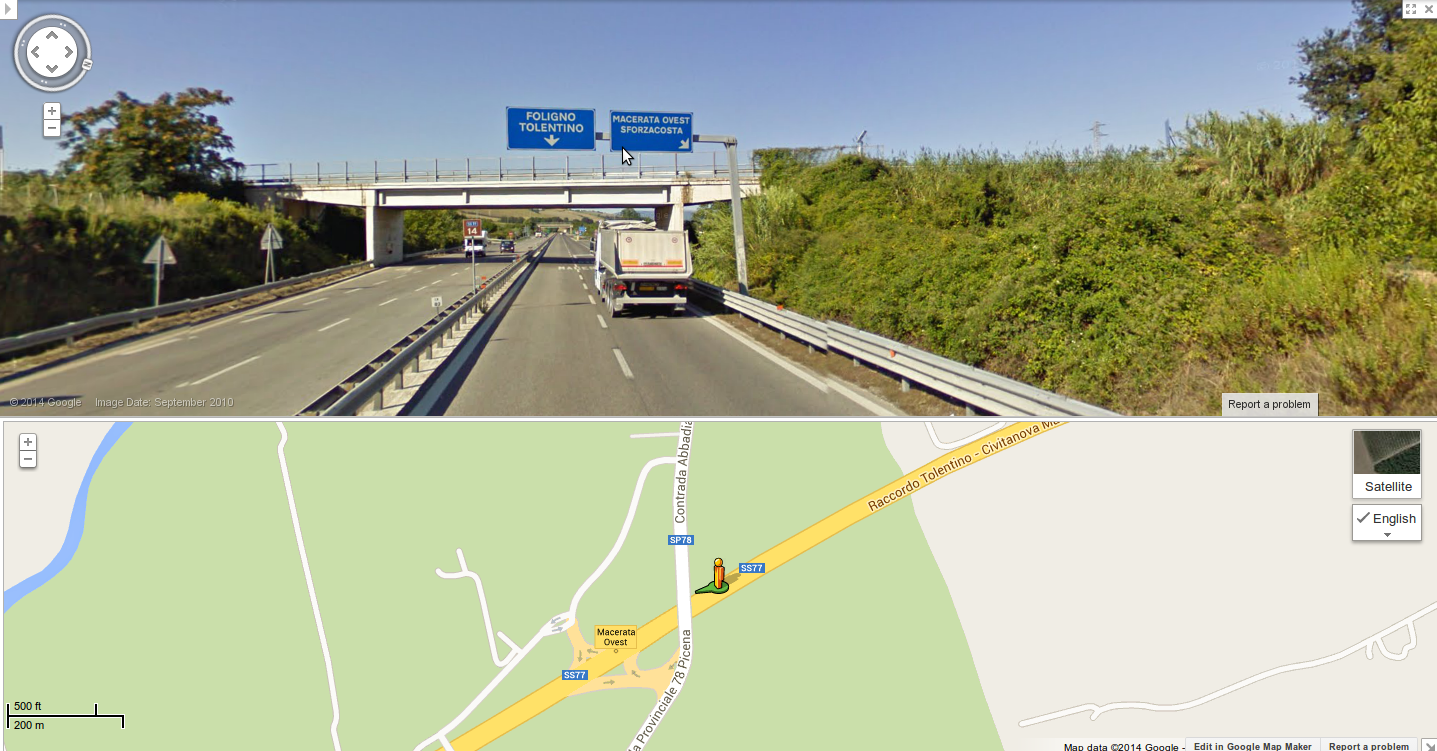 N
FOLIGNO
TOLENTINO
MACERATA OVEST
SFORZACOSTA
14
© 2014 Google
Image Date: September 2010
Report a problem
Contrada Abbadia
Raccordo Tolentino - Civitanova Ma
Satellite
English
SP78
SS77
Macerata
Ovest
SS77
a Provinciale 78 Picena
500 ft
200 m
Map data ©2014 Google -
Edit in Google Map Maker
Report a problem